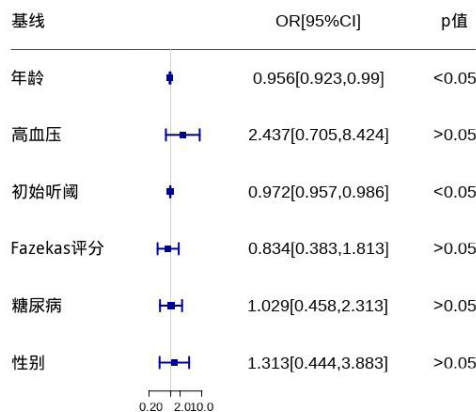 基线 OR[95%CI] p值
年龄 0.956[0.923,0.99] <0.05
高血压 2.437[0.705,8.424] >0.05
初始听阈 0.972[0.957,0.986] <0.05
Fazekas评分 0.834[0.383,1.813] >0.05
糖尿病 1.029[0.458,2.313] >0.05
性别 1.313[0.444,3.883] >0.05
0.20 2.0 10.0